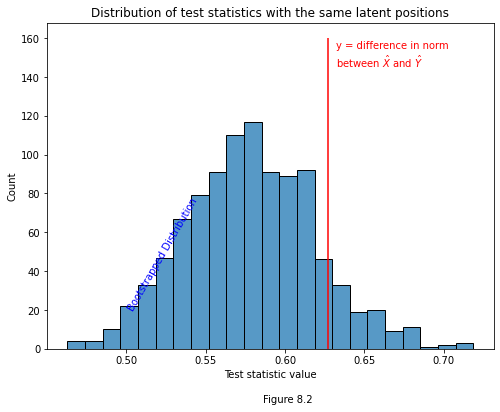 Distribution of test statistics with the same latent positions
160
140
120
100
80
60
40
20
0
Count
y = difference in norm
between X̂ and Ŷ
Bootstrapped Distribution
0.50 0.55 0.60 0.65 0.70
Test statistic value
Figure 8.2